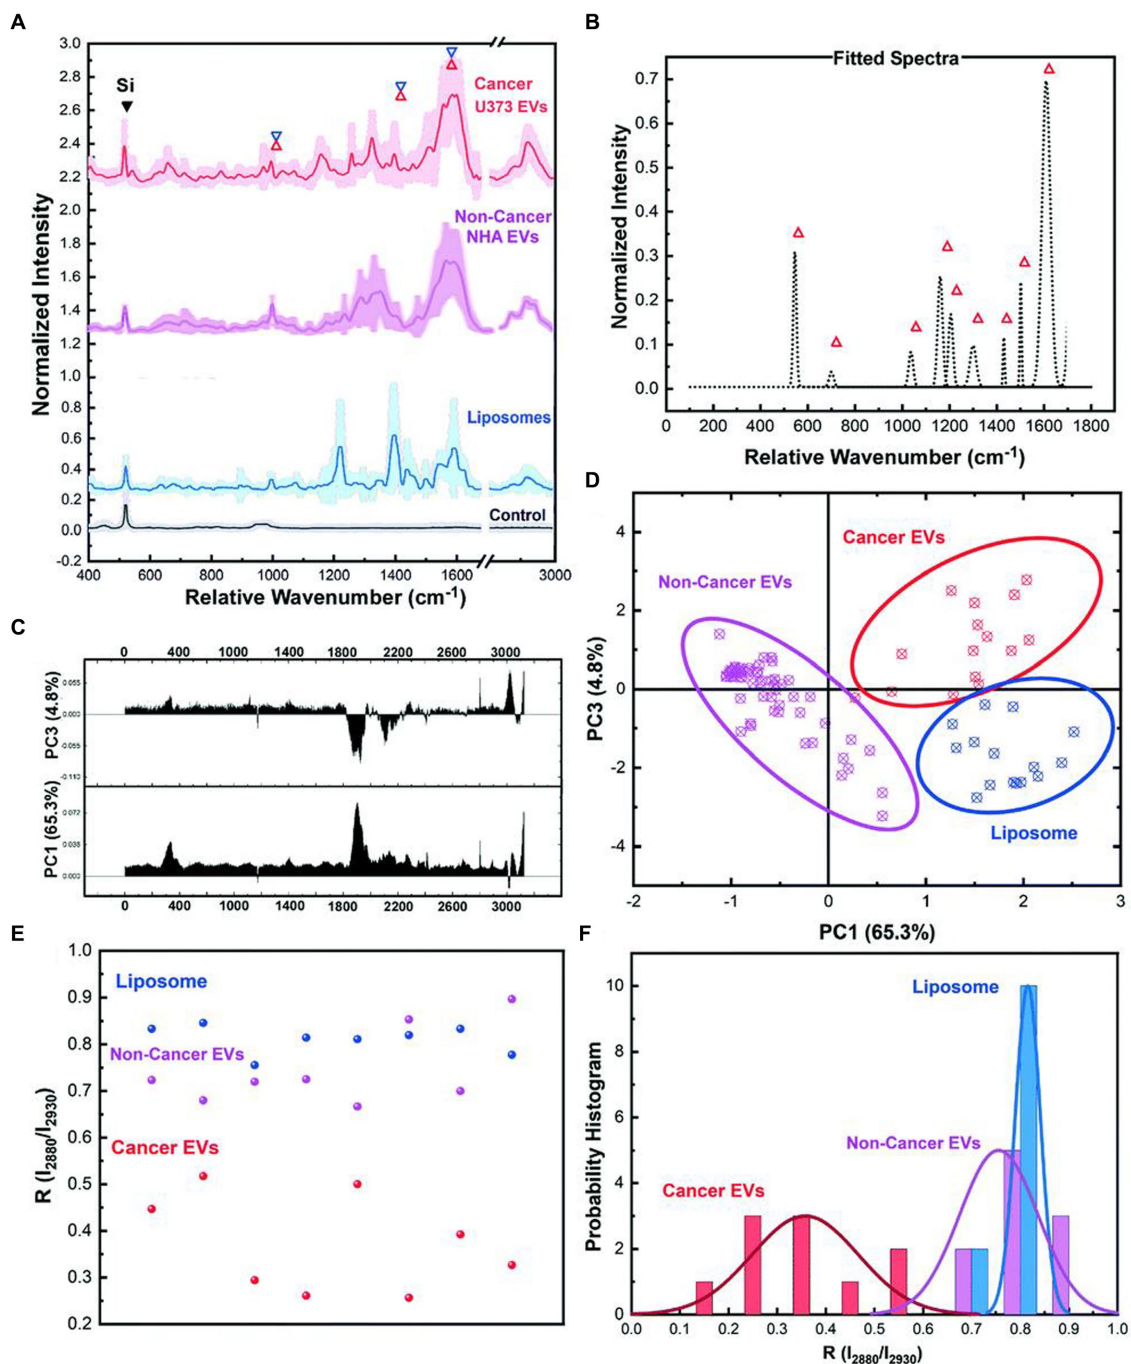 A
3.0
2.8
2.6
2.4
2.2
2.0
1.8
1.6
1.4
1.2
1.0
0.8
0.6
0.4
0.2
0.0
-0.2
Normalized Intensity
Si
Cancer
U373 EVs
Non-Cancer
NHA EVs
Liposomes
Control
400 600 800 1000 1200 1400 1600 3000
Relative Wavenumber (cm-1)
B
Fitted Spectra
0.7
0.6
0.5
0.4
0.3
0.2
0.1
0.0
Normalized Intensity
0 200 400 600 800 1000 1200 1400 1600 1800
Relative Wavenumber (cm-1)
C
0 400 800 1000 1400 1800 2200 2600 3000
0.055
0.000
-0.055
-0.110
PC3 (4.8%)
0.072
0.036
0.000
PC1 (65.3%)
0 400 800 1000 1400 1800 2200 2600 3000
D
Cancer EVs
Non-Cancer EVs
Liposome
4
2
0
-2
-4
PC3 (4.8%)
-2 -1 0 1 2 3
PC1 (65.3%)
E
1.0
0.9
0.8
0.7
0.6
0.5
0.4
0.3
0.2
R (I2880/I2930)
Liposome
Non-Cancer EVs
Cancer EVs
F
10
8
6
4
2
0
Probability Histogram
Liposome
Non-Cancer EVs
Cancer EVs
0.0 0.1 0.2 0.3 0.4 0.5 0.6 0.7 0.8 0.9 1.0
R (I2880/I2930)